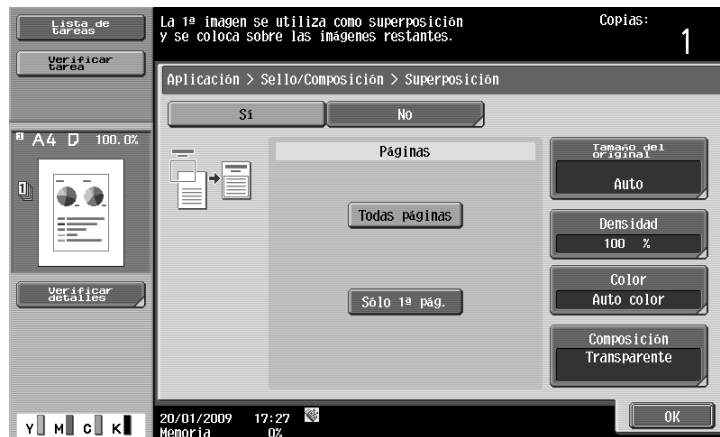 Lista de
tareas
Verificar
tarea
La 1ª imagen se utiliza como superposición
y se coloca sobre las imágenes restantes.
Copias:
1
Aplicación > Sello/Composición > Superposición
Sí
No
A4 100.0%
1
Verificar
detalles
Páginas
Todas páginas
Sólo 1ª pág.
Tamaño del
original
Auto
Densidad
100 %
Color
Auto color
Composición
Transparente
Y M C K
20/01/2009 17:27
Memoria 0%
OK